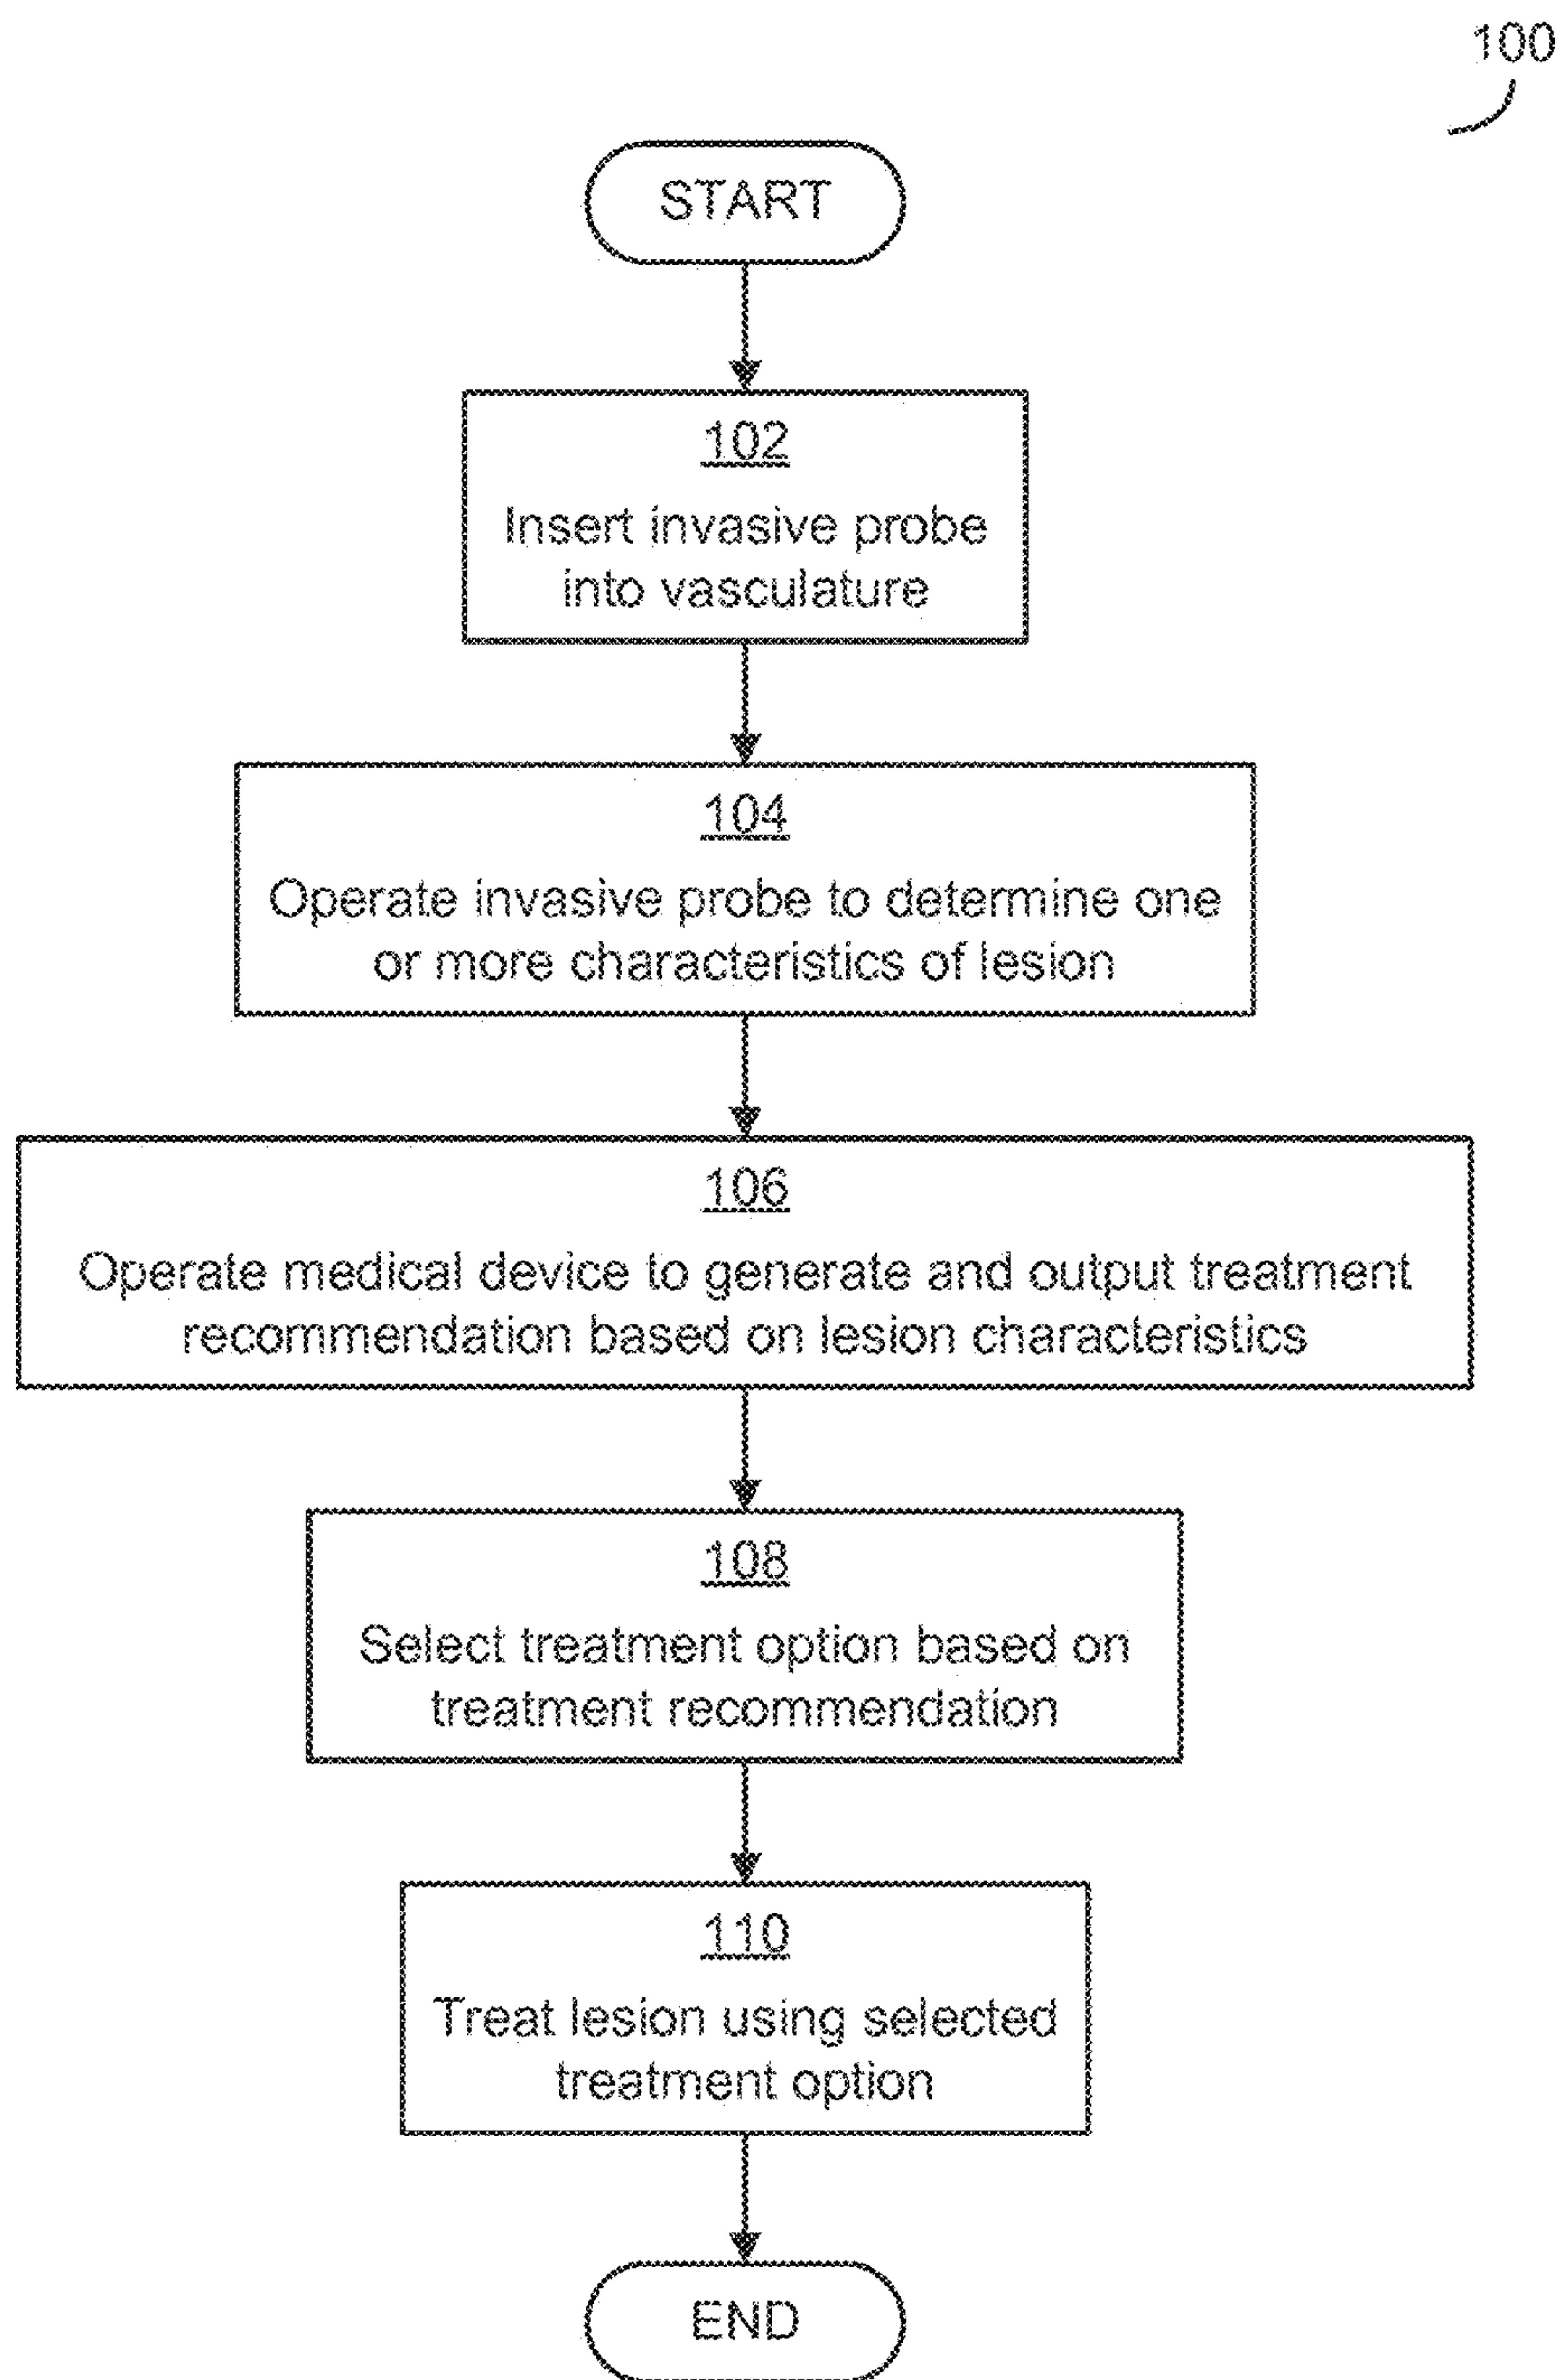 100
START
102
Insert invasive probe
into vasculature
104
Operate invasive probe to determine one
or more characteristics of lesion
106
Operate medical device to generate and output treatment
recommendation based on lesion characteristics
108
Select treatment option based on
treatment recommendation
110
Treat lesion using selected
treatment option
END